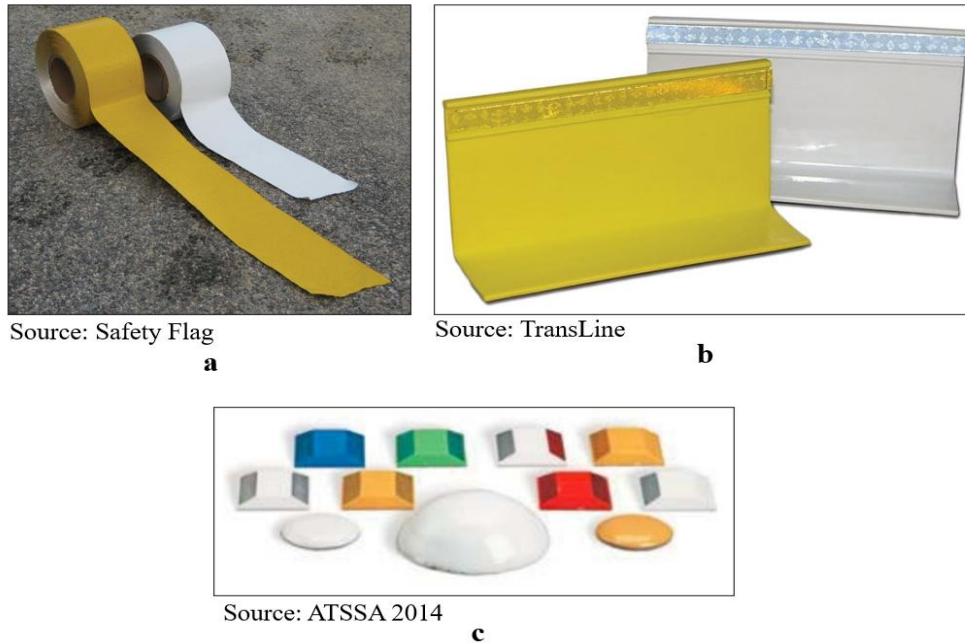 Source: Safety Flag
a
Source: TransLine
b
Source: ATSSA 2014
c